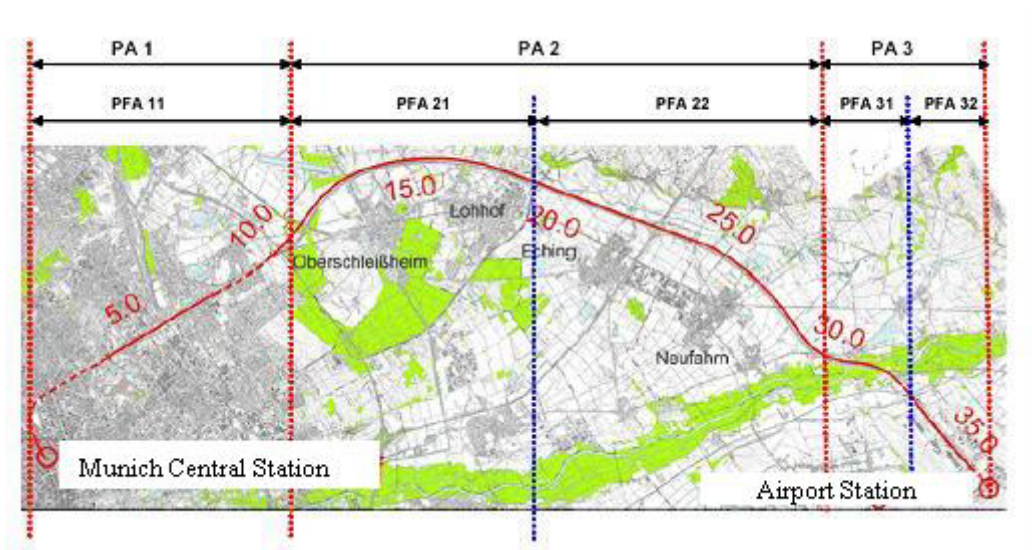 PA 1
PA 2
PA 3
PFA 11
PFA 21
PFA 22
PFA 31
PFA 32
5.0
10.0
15.0
20.0
25.0
30.0
35.0
Lohhof
Eching
Oberschleißheim
Neufahrn
Munich Central Station
Airport Station